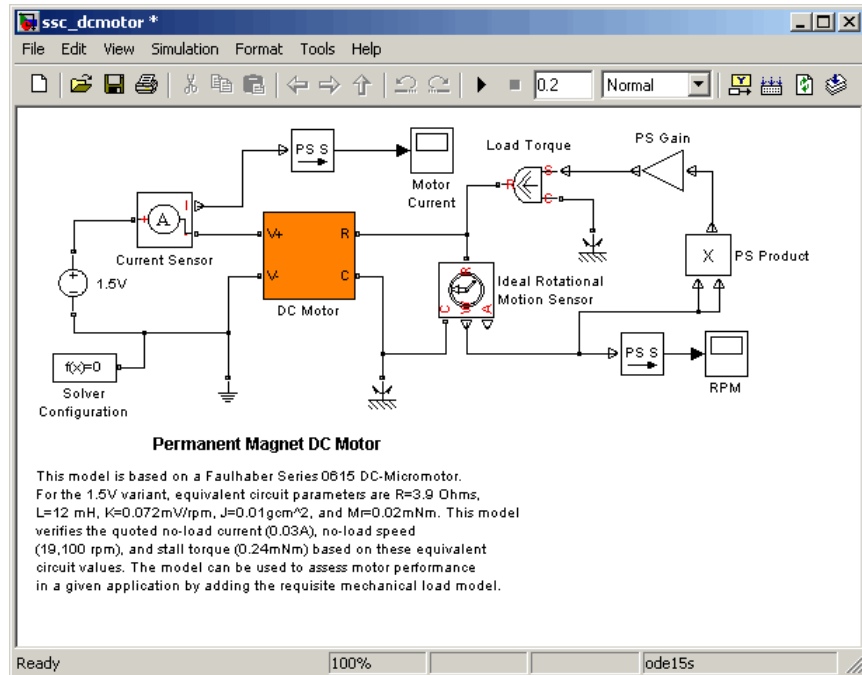 ssc_dcmotor *
File Edit View Simulation Format Tools Help
0.2 Normal
PS S
Motor
Current
Load Torque
PS Gain
R
S
C
I
+
A
-
Current Sensor
V+ R
V- C
DC Motor
1.5V
X
PS Product
R
C
W
A
Ideal Rotational
Motion Sensor
PS S
RPM
f(x)=0
Solver
Configuration
Permanent Magnet DC Motor
This model is based on a Faulhaber Series 0615 DC-Micromotor.
For the 1.5V variant, equivalent circuit parameters are R=3.9 Ohms,
L=12 mH, K=0.072mV/rpm, J=0.01gcm^2, and Mr=0.02mNm. This model
verifies the quoted no-load current (0.03A), no-load speed
(19,100 rpm), and stall torque (0.24mNm) based on these equivalent
circuit values. The model can be used to assess motor performance
in a given application by adding the requisite mechanical load model.
Ready 100% ode15s